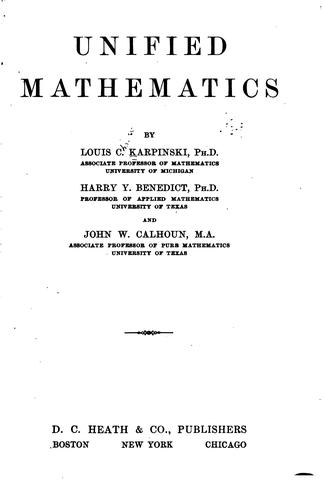 UNIFIED
MATHEMATICS
BY
LOUIS C. KARPINSKI, PH.D.
ASSOCIATE PROFESSOR OF MATHEMATICS
UNIVERSITY OF MICHIGAN
HARRY Y. BENEDICT, PH.D.
PROFESSOR OF APPLIED MATHEMATICS
UNIVERSITY OF TEXAS
AND
JOHN W. CALHOUN, M.A.
ASSOCIATE PROFESSOR OF PURE MATHEMATICS
UNIVERSITY OF TEXAS
D. C. HEATH & CO., PUBLISHERS
BOSTON NEW YORK CHICAGO